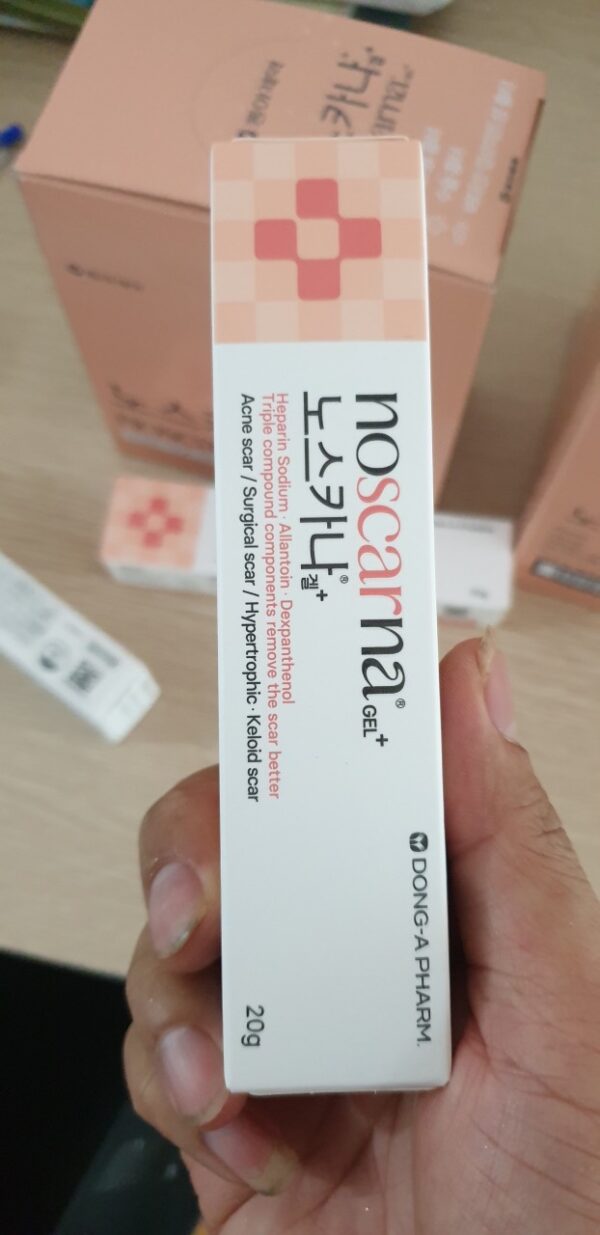 noscarna® GEL+
노스카나® 겔+
Heparin Sodium · Allantoin · Dexpanthenol
Triple compound components remove the scar better
Acne scar / Surgical scar / Hypertrophic · Keloid scar
DONG-A PHARM.
20g